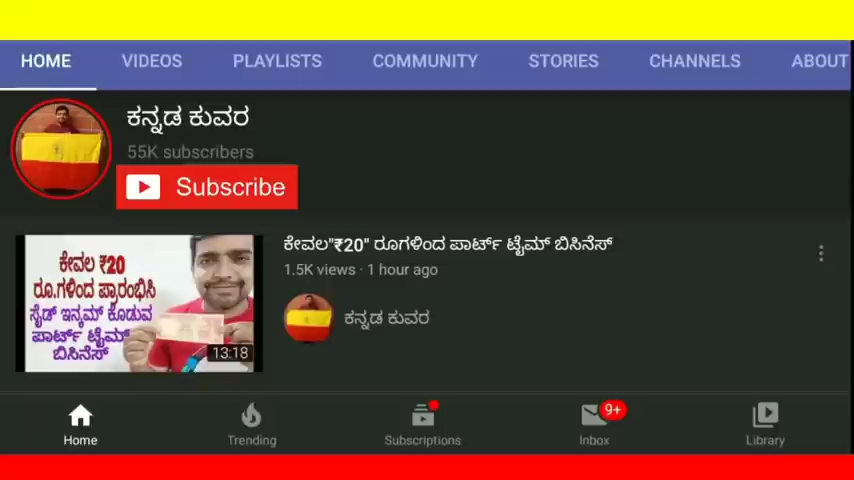 HOME VIDEOS PLAYLISTS COMMUNITY STORIES CHANNELS ABOUT
ಕನ್ನಡ ಕುವರ
55K subscribers
Subscribe
ಕೇವಲ"₹20" ರೂಗಳಿಂದ ಪಾರ್ಟ್ ಟೈಮ್ ಬಿಸಿನೆಸ್
1.5K views · 1 hour ago
ಕನ್ನಡ ಕುವರ
ಕೇವಲ ₹20
ರೂ.ಗಳಿಂದ ಪ್ರಾರಂಭಿಸಿ
ಸೈಡ್ ಇನ್ಕಮ್ ಕೊಡುವ
ಪಾರ್ಟ್ ಟೈಮ್
ಬಿಸಿನೆಸ್
13:18
9+
Home Trending Subscriptions Inbox Library